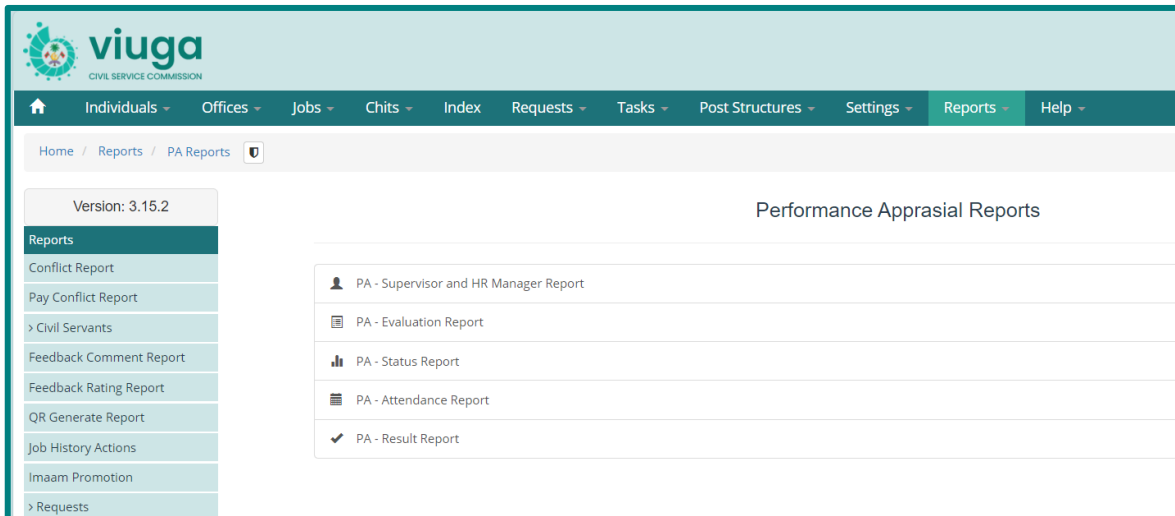 viuga
CIVIL SERVICE COMMISSION
Individuals Offices Jobs Chits Index Requests Tasks Post Structures Settings Reports Help
Home / Reports / PA Reports
Version: 3.15.2
Performance Apprasial Reports
Reports
Conflict Report
Pay Conflict Report
> Civil Servants
Feedback Comment Report
Feedback Rating Report
QR Generate Report
Job History Actions
Imaam Promotion
> Requests
PA - Supervisor and HR Manager Report
PA - Evaluation Report
PA - Status Report
PA - Attendance Report
PA - Result Report